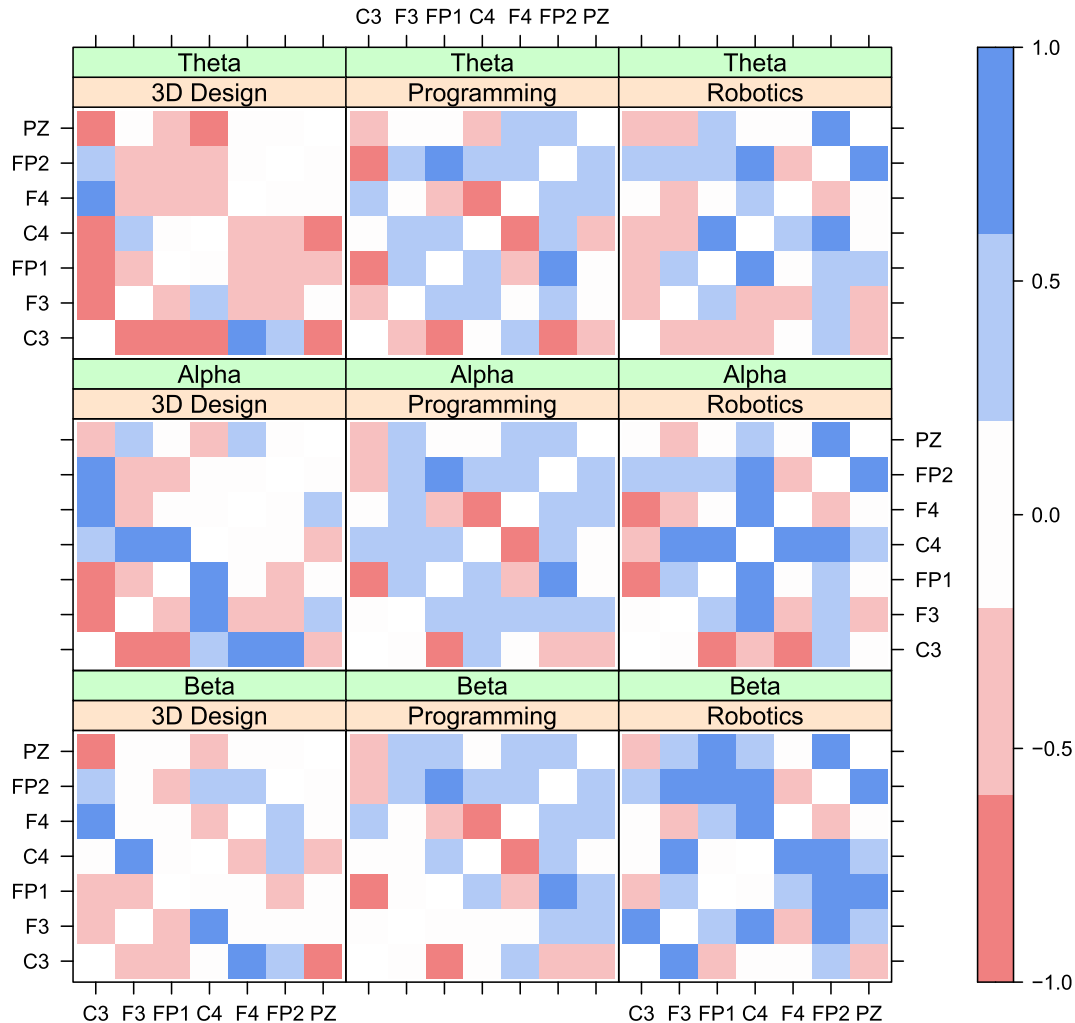 C3 F3 FP1 C4 F4 FP2 PZ
Theta Theta Theta
3D Design Programming Robotics
PZ
FP2
F4
C4
FP1
F3
C3
Alpha Alpha Alpha
3D Design Programming Robotics
PZ
FP2
F4
C4
FP1
F3
C3
Beta Beta Beta
3D Design Programming Robotics
PZ
FP2
F4
C4
FP1
F3
C3
C3 F3 FP1 C4 F4 FP2 PZ
C3 F3 FP1 C4 F4 FP2 PZ
1.0
0.5
0.0
−0.5
−1.0